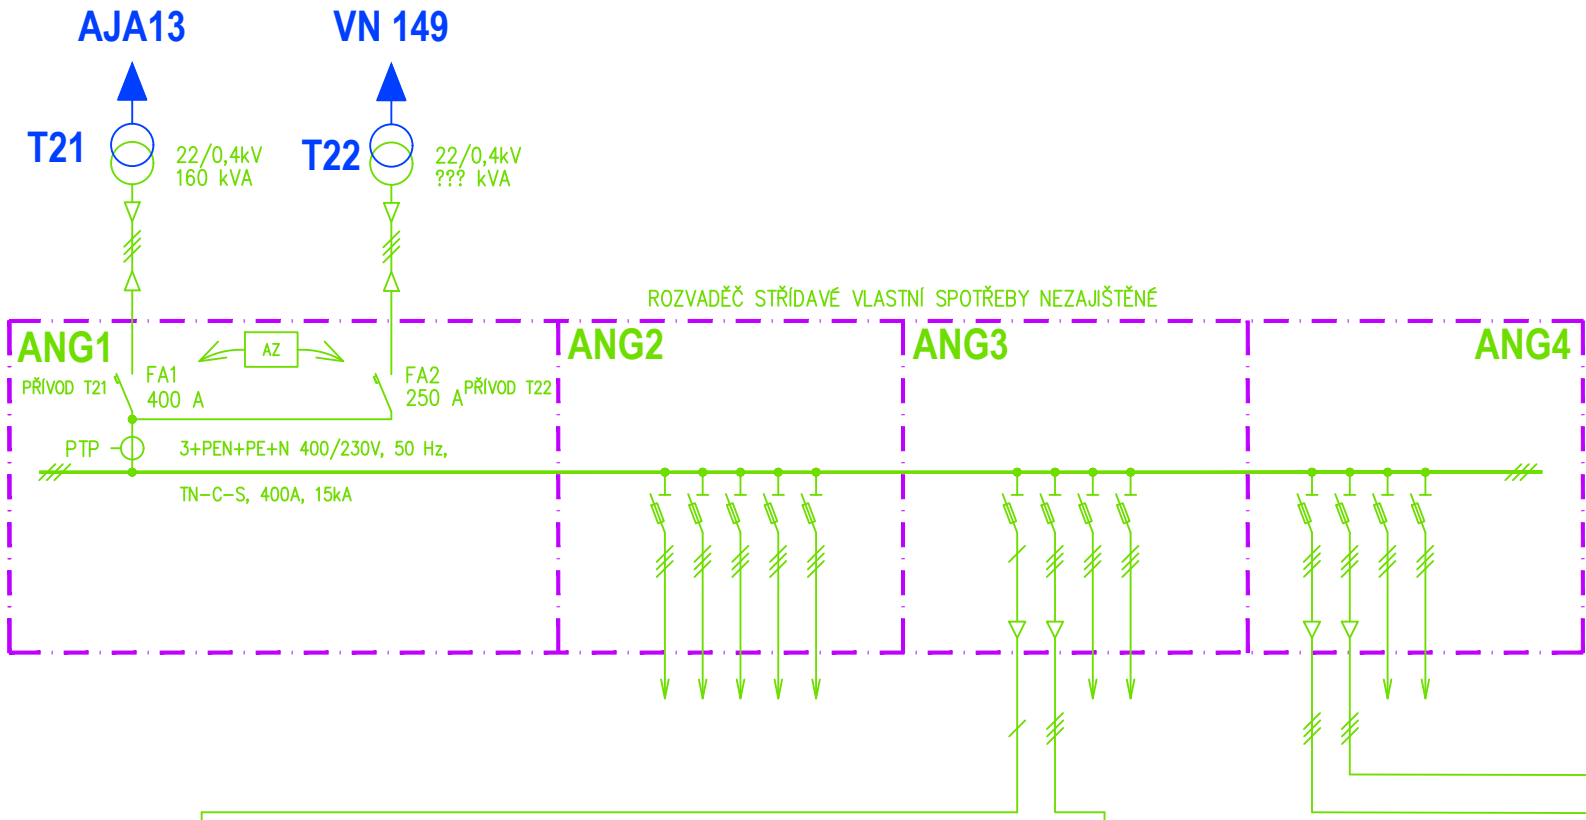 AJA13
VN 149
T21
22/0,4kV
160 kVA
T22
22/0,4kV
??? kVA
ROZVADĚČ STŘÍDAVÉ VLASTNÍ SPOTŘEBY NEZAJIŠTĚNÉ
ANG1
AZ
ANG2
ANG3
ANG4
PŘÍVOD T21
FA1
400 A
FA2
250 A
PŘÍVOD T22
PTP
3+PEN+PE+N 400/230V, 50 Hz,
TN-C-S, 400A, 15kA